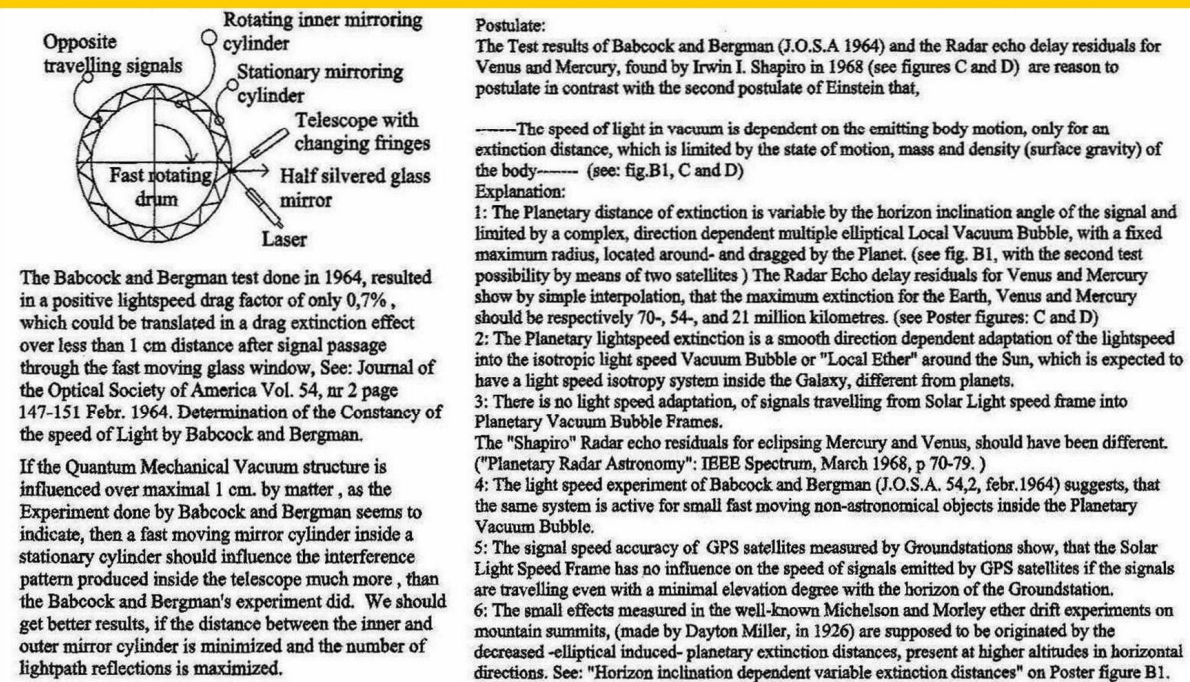 Rotating inner mirroring
cylinder
Opposite
travelling signals
Stationary mirroring
cylinder
Telescope with
changing fringes
Fast rotating
drum
Half silvered glass
mirror
Laser
The Babcock and Bergman test done in 1964, resulted
in a positive lightspeed drag factor of only 0,7% ,
which could be translated in a drag extinction effect
over less than 1 cm distance after signal passage
through the fast moving glass window, See: Journal of
the Optical Society of America Vol. 54, nr 2 page
147-151 Febr. 1964. Determination of the Constancy of
the speed of Light by Babcock and Bergman.
If the Quantum Mechanical Vacuum structure is
influenced over maximal 1 cm. by matter , as the
Experiment done by Babcock and Bergman seems to
indicate, then a fast moving mirror cylinder inside a
stationary cylinder should influence the interference
pattern produced inside the telescope much more , than
the Babcock and Bergman's experiment did. We should
get better results, if the distance between the inner and
outer mirror cylinder is minimized and the number of
lightpath reflections is maximized.
Postulate:
The Test results of Babcock and Bergman (J.O.S.A 1964) and the Radar echo delay residuals for
Venus and Mercury, found by Irwin I. Shapiro in 1968 (see figures C and D) are reason to
postulate in contrast with the second postulate of Einstein that,
-------The speed of light in vacuum is dependent on the emitting body motion, only for an
extinction distance, which is limited by the state of motion, mass and density (surface gravity) of
the body------- (see: fig.B1, C and D)
Explanation:
1: The Planetary distance of extinction is variable by the horizon inclination angle of the signal and
limited by a complex, direction dependent multiple elliptical Local Vacuum Bubble, with a fixed
maximum radius, located around- and dragged by the Planet. (see fig. B1, with the second test
possibility by means of two satellites ) The Radar Echo delay residuals for Venus and Mercury
show by simple interpolation, that the maximum extinction for the Earth, Venus and Mercury
should be respectively 70-, 54-, and 21 million kilometres. (see Poster figures: C and D)
2: The Planetary lightspeed extinction is a smooth direction dependent adaptation of the lightspeed
into the isotropic light speed Vacuum Bubble or "Local Ether" around the Sun, which is expected to
have a light speed isotropy system inside the Galaxy, different from planets.
3: There is no light speed adaptation, of signals travelling from Solar Light speed frame into
Planetary Vacuum Bubble Frames.
The "Shapiro" Radar echo residuals for eclipsing Mercury and Venus, should have been different.
("Planetary Radar Astronomy": IEEE Spectrum, March 1968, p 70-79. )
4: The light speed experiment of Babcock and Bergman (J.O.S.A. 54,2, febr.1964) suggests, that
the same system is active for small fast moving non-astronomical objects inside the Planetary
Vacuum Bubble.
5: The signal speed accuracy of GPS satellites measured by Groundstations show, that the Solar
Light Speed Frame has no influence on the speed of signals emitted by GPS satellites if the signals
are travelling even with a minimal elevation degree with the horizon of the Groundstation.
6: The small effects measured in the well-known Michelson and Morley ether drift experiments on
mountain summits, (made by Dayton Miller, in 1926) are supposed to be originated by the
decreased -elliptical induced- planetary extinction distances, present at higher altitudes in horizontal
directions. See: "Horizon inclination dependent variable extinction distances" on Poster figure B1.